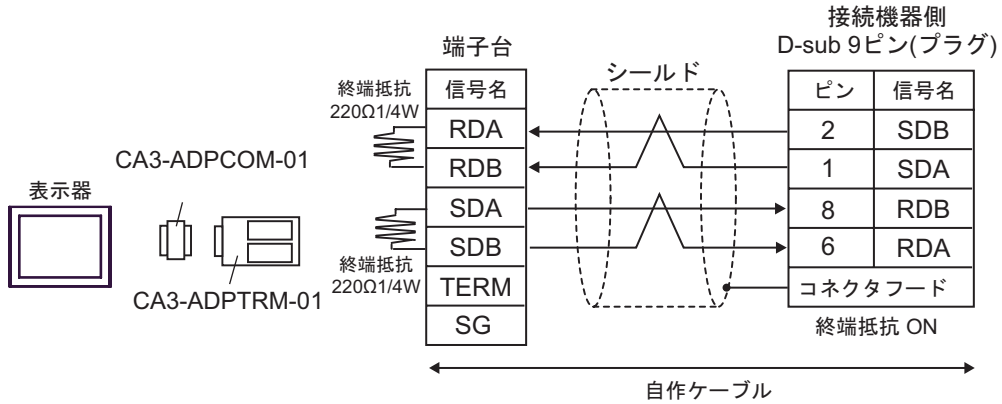 接続機器側
D-sub 9ピン(プラグ)
端子台
シールド
終端抵抗
220Ω1/4W
信号名
ピン
信号名
RDA
2
SDB
RDB
1
SDA
CA3-ADPCOM-01
表示器
SDA
8
RDB
SDB
6
RDA
終端抵抗
220Ω1/4W
TERM
コネクタフード
CA3-ADPTRM-01
SG
終端抵抗 ON
自作ケーブル